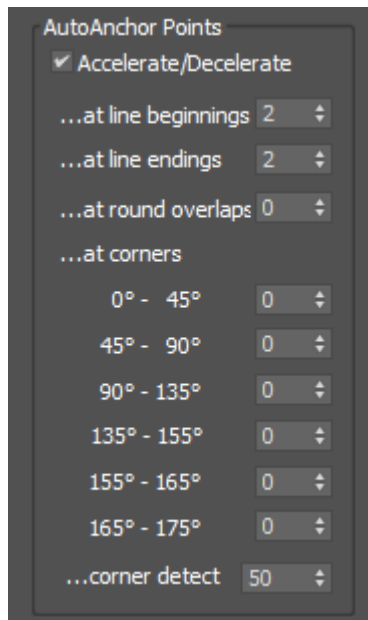 AutoAnchor Points
Accelerate/Decelerate
...at line beginnings 2
...at line endings 2
...at round overlaps 0
...at corners
0° - 45° 0
45° - 90° 0
90° - 135° 0
135° - 155° 0
155° - 165° 0
165° - 175° 0
...corner detect 50